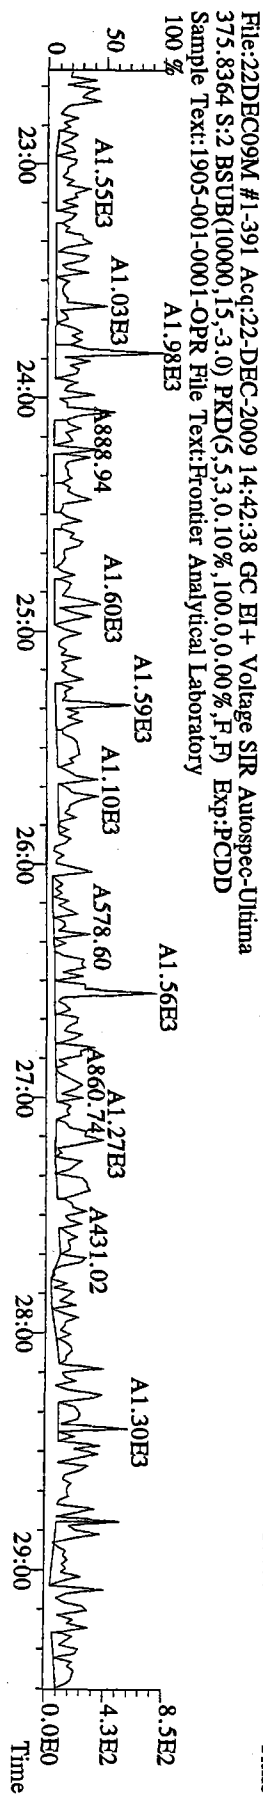 File:22DEC09M #1-391 Acq:22-DEC-2009 14:42:38 GC EI+ Voltage SIR Autospec-Ultima
375.8364 S:2 BSUB(10000,15,-3.0) PKD(5,5,3,0.10%,100.0,0.00%,F,F) Exp:PCDD
Sample Text:1905-001-0001-OPR File Text:Frontier Analytical Laboratory
100 %
50
0
A1.55E3
A1.03E3
A1.98E3
A888.94
A1.60E3
A1.59E3
A1.10E3
A578.60
A1.56E3
A860.74
A1.27E3
A431.02
A1.30E3
8.5E2
4.3E2
0.0E0
23:00
24:00
25:00
26:00
27:00
28:00
29:00
Time